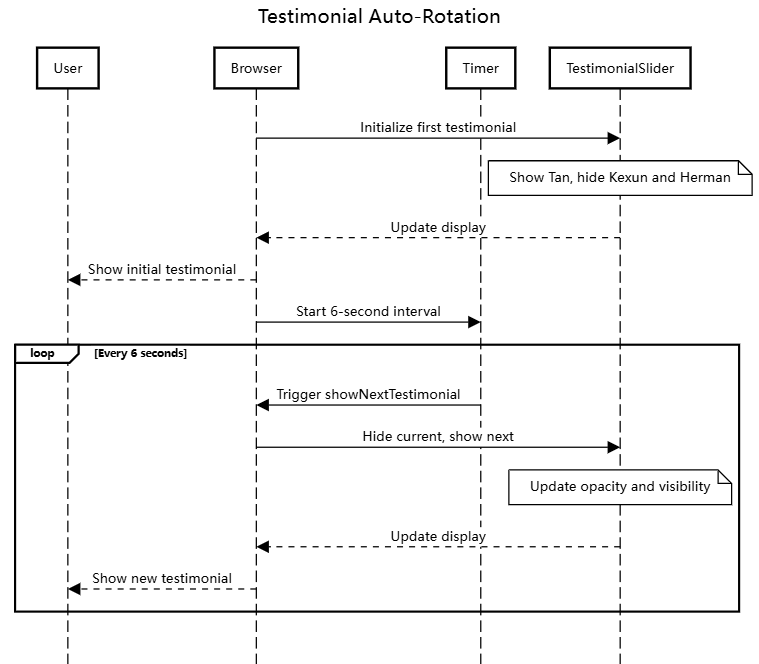 Testimonial Auto-Rotation
User
Browser
Timer
TestimonialSlider
Initialize first testimonial
Show Tan, hide Kexun and Herman
Update display
Show initial testimonial
Start 6-second interval
loop
[Every 6 seconds]
Trigger showNextTestimonial
Hide current, show next
Update opacity and visibility
Update display
Show new testimonial